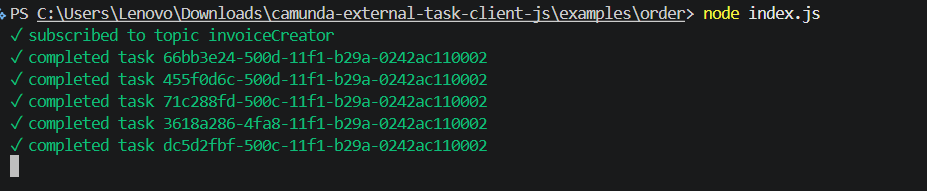 PS C:\Users\Lenovo\Downloads\camunda-external-task-client-js\examples\order> node index.js
✓ subscribed to topic invoiceCreator
✓ completed task 66bb3e24-500d-11f1-b29a-0242ac110002
✓ completed task 455f0d6c-500d-11f1-b29a-0242ac110002
✓ completed task 71c288fd-500c-11f1-b29a-0242ac110002
✓ completed task 3618a286-4fa8-11f1-b29a-0242ac110002
✓ completed task dc5d2fbf-500c-11f1-b29a-0242ac110002